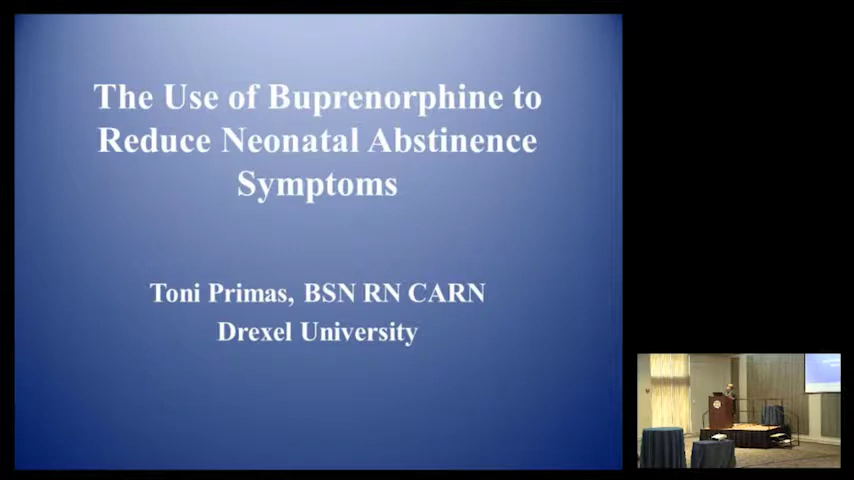 The Use of Buprenorphine to
Reduce Neonatal Abstinence
Symptoms
Toni Primas, BSN RN CARN
Drexel University